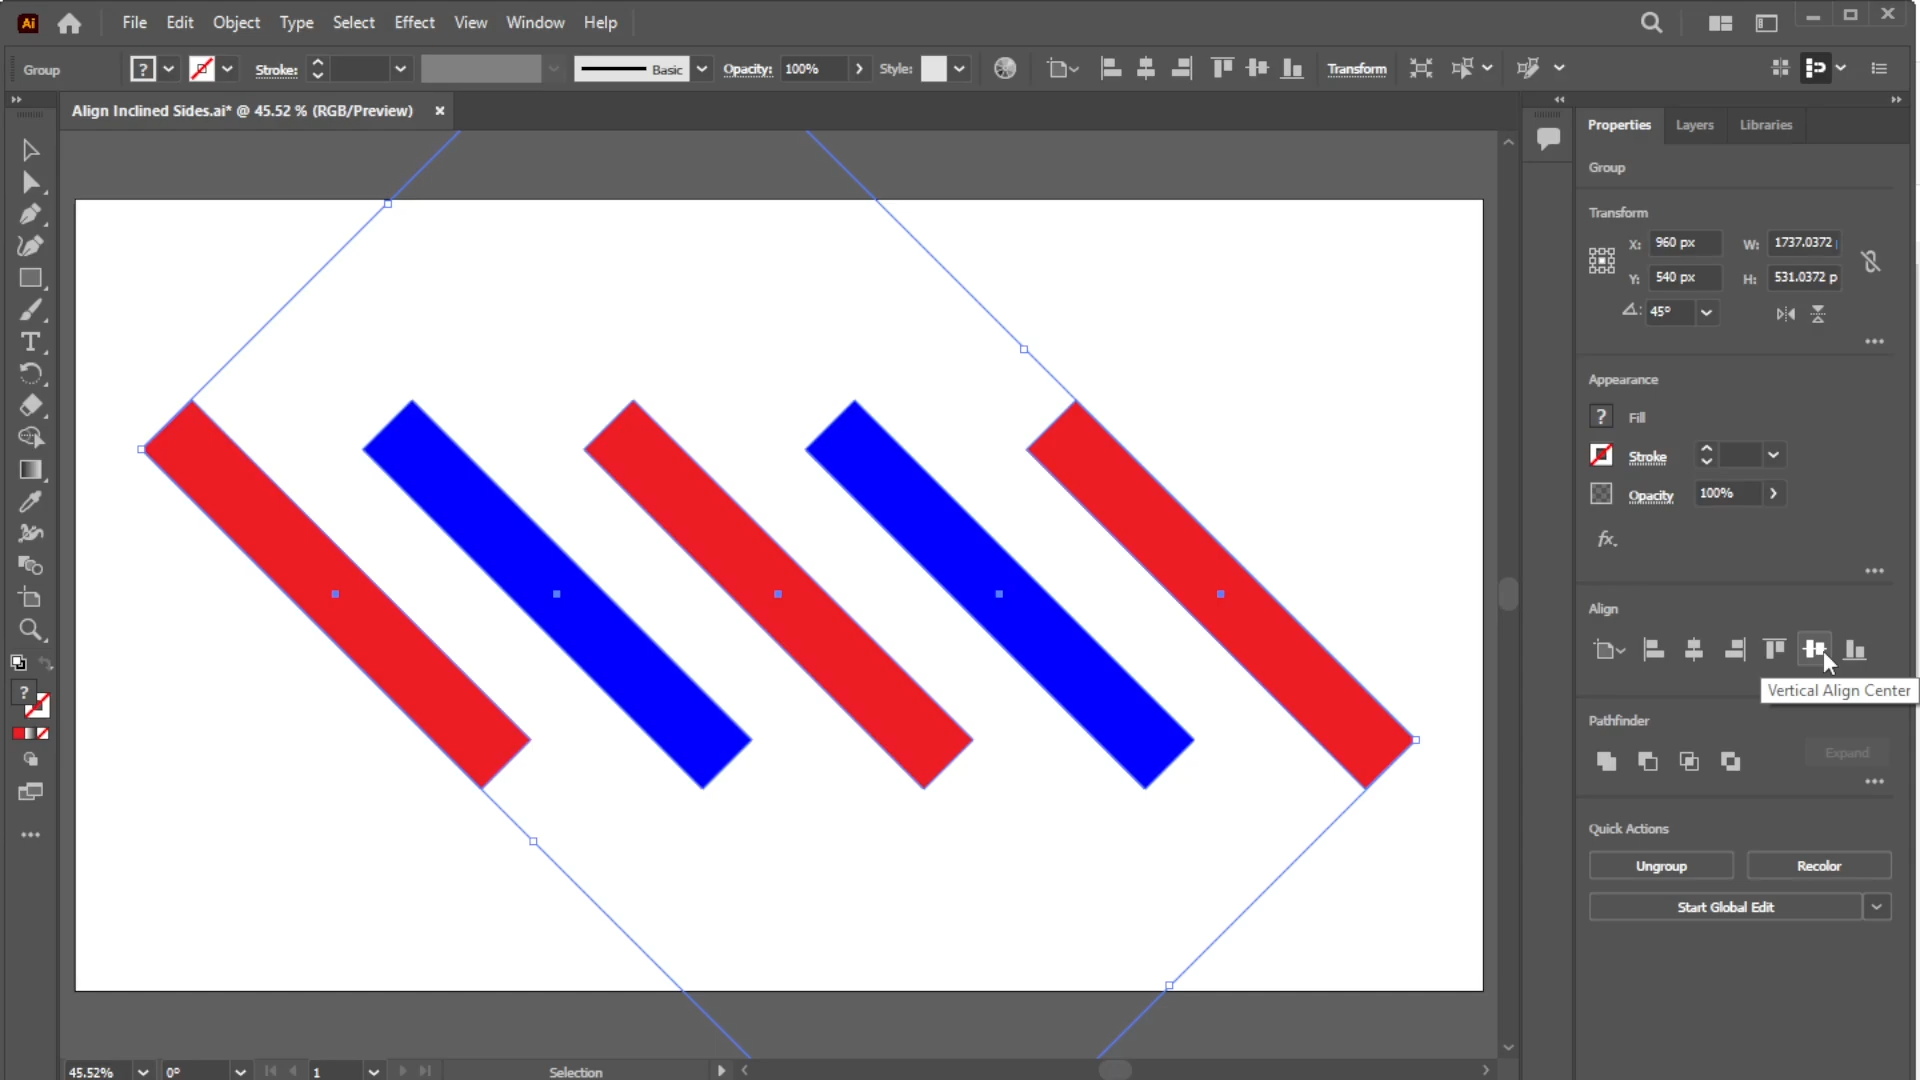 Ai File Edit Object Type Select Effect View Window Help
Group ? Stroke: Basic Opacity: 100% Style: Transform
Align Inclined Sides.ai* @ 45.52 % (RGB/Preview) ×
Properties Layers Libraries
Group
Transform
X: 960 px W: 1737.0372
Y: 540 px H: 531.0372 p
45°
Appearance
? Fill
Stroke
Opacity 100%
fx.
Align
Vertical Align Center
Pathfinder
Expand
Quick Actions
Ungroup Recolor
Start Global Edit
T
?
45.52% 0° 1 Selection